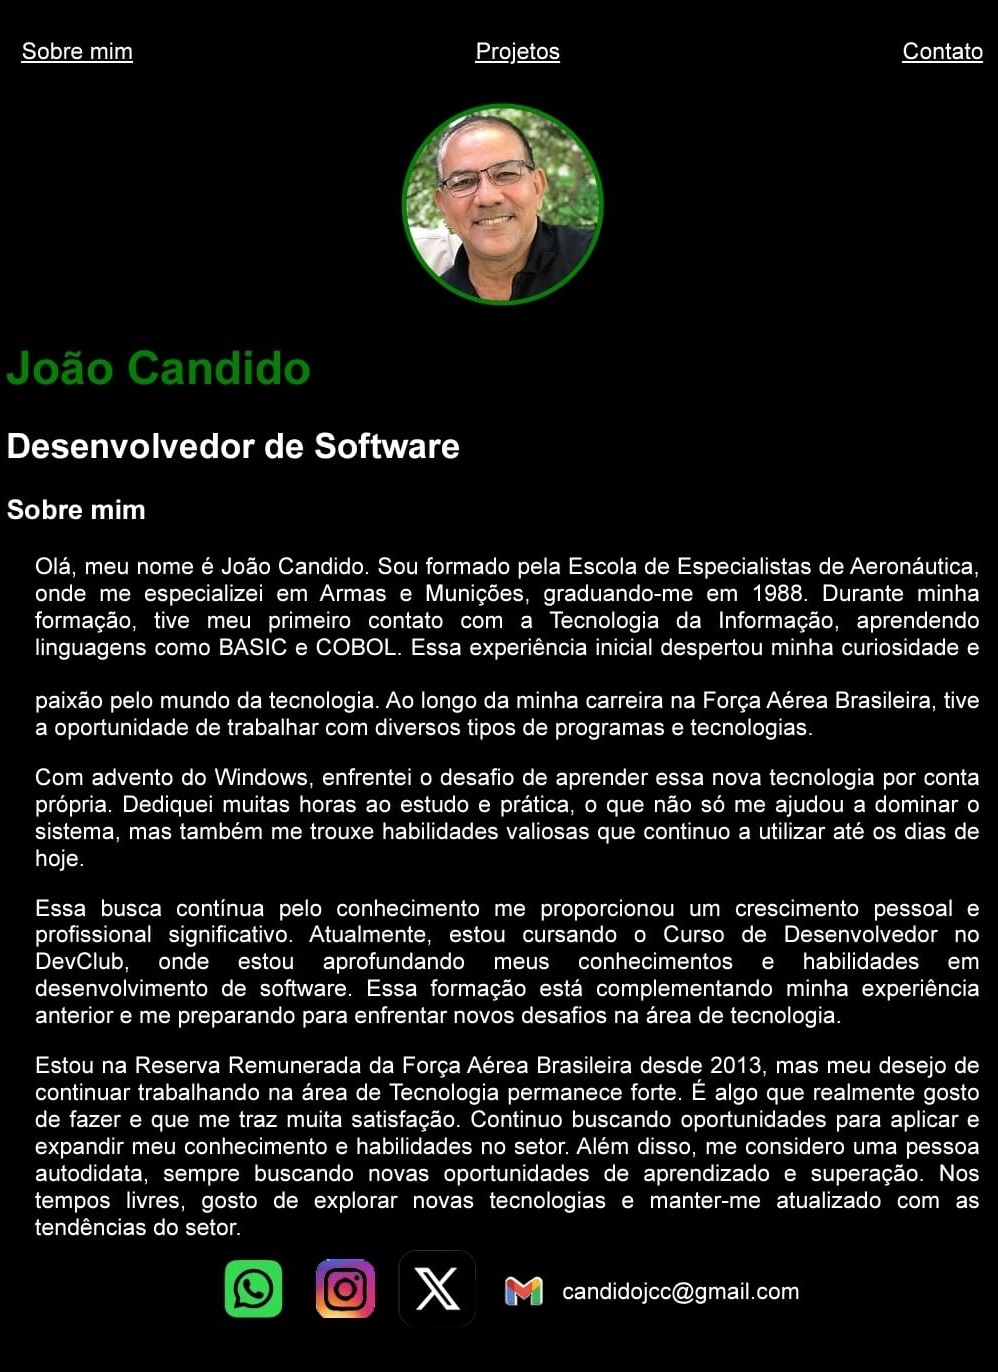 Sobre mim
Projetos
Contato
João Candido
Desenvolvedor de Software
Sobre mim
Olá, meu nome é João Candido. Sou formado pela Escola de Especialistas de Aeronáutica,
onde me especializei em Armas e Munições, graduando-me em 1988. Durante minha
formação, tive meu primeiro contato com a Tecnologia da Informação, aprendendo
linguagens como BASIC e COBOL. Essa experiência inicial despertou minha curiosidade e
paixão pelo mundo da tecnologia. Ao longo da minha carreira na Força Aérea Brasileira, tive
a oportunidade de trabalhar com diversos tipos de programas e tecnologias.
Com advento do Windows, enfrentei o desafio de aprender essa nova tecnologia por conta
própria. Dediquei muitas horas ao estudo e prática, o que não só me ajudou a dominar o
sistema, mas também me trouxe habilidades valiosas que continuo a utilizar até os dias de
hoje.
Essa busca contínua pelo conhecimento me proporcionou um crescimento pessoal e
profissional significativo. Atualmente, estou cursando o Curso de Desenvolvedor no
DevClub, onde estou aprofundando meus conhecimentos e habilidades em
desenvolvimento de software. Essa formação está complementando minha experiência
anterior e me preparando para enfrentar novos desafios na área de tecnologia.
Estou na Reserva Remunerada da Força Aérea Brasileira desde 2013, mas meu desejo de
continuar trabalhando na área de Tecnologia permanece forte. É algo que realmente gosto
de fazer e que me traz muita satisfação. Continuo buscando oportunidades para aplicar e
expandir meu conhecimento e habilidades no setor. Além disso, me considero uma pessoa
autodidata, sempre buscando novas oportunidades de aprendizado e superação. Nos
tempos livres, gosto de explorar novas tecnologias e manter-me atualizado com as
tendências do setor.
candidojcc@gmail.com